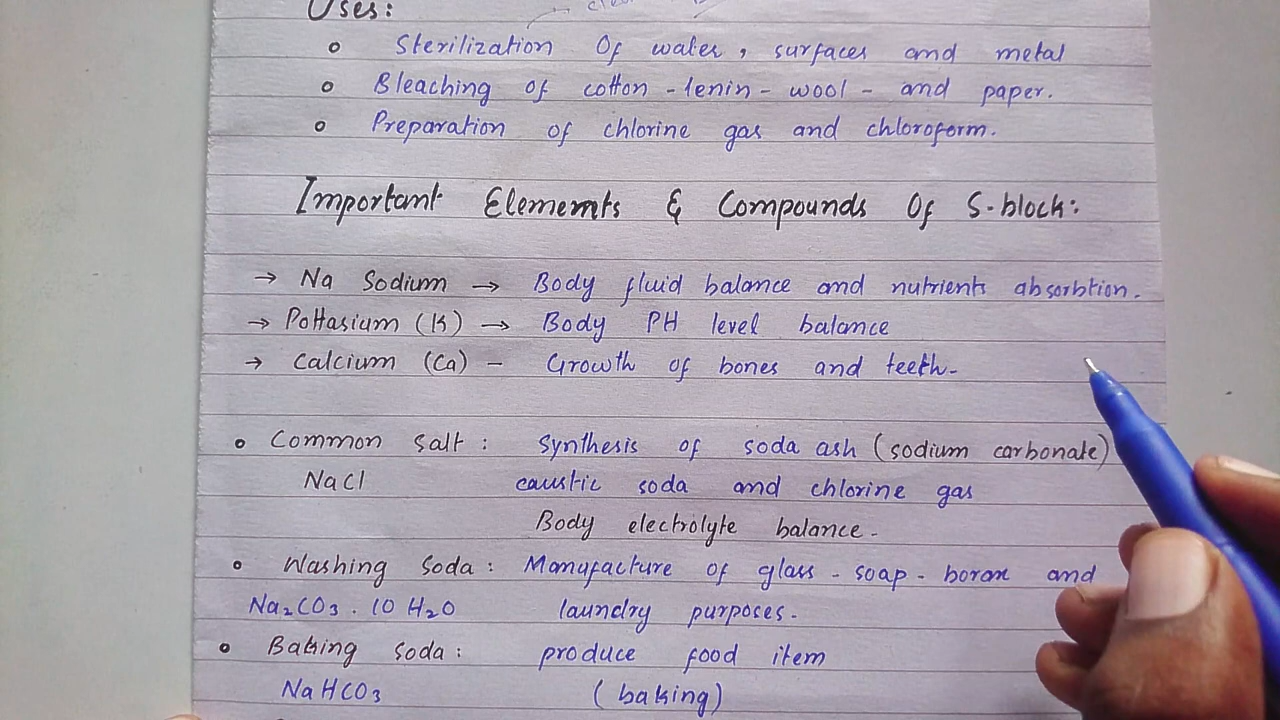 Uses:
o Sterilization Of water, surfaces and metal
o Bleaching of cotton - lenin - wool - and paper.
o Preparation of chlorine gas and chloroform.
Important Elements & Compounds Of S-block:
→ Na Sodium → Body fluid balance and nutrients absorbtion.
→ Pottasium (K) → Body PH level balance
→ Calcium (Ca) - Growth of bones and teeth-
o Common salt : synthesis of soda ash (sodium carbonate)
NaCl caustic soda and chlorine gas
Body electrolyte balance -
o Washing soda : Manufacture of glass - soap - borax and
Na₂CO₃ . 10 H₂O laundry purposes.
o Baking soda : produce food item
NaHCO₃ (baking)